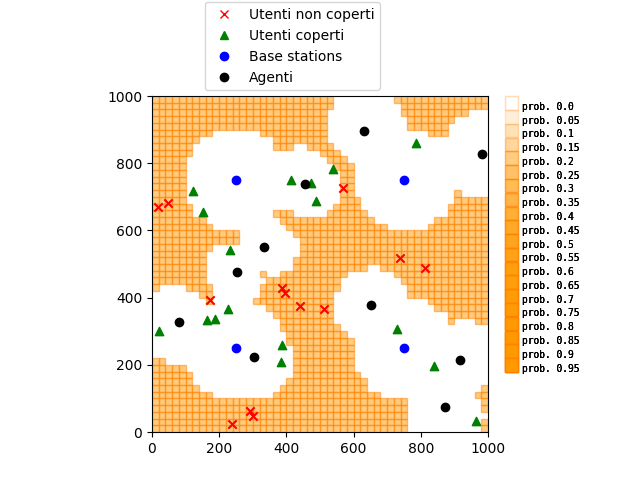 Utenti non coperti
Utenti coperti
Base stations
Agenti
1000
800
600
400
200
0
0 200 400 600 800 1000
prob. 0.0
prob. 0.05
prob. 0.1
prob. 0.15
prob. 0.2
prob. 0.25
prob. 0.3
prob. 0.35
prob. 0.4
prob. 0.45
prob. 0.5
prob. 0.55
prob. 0.6
prob. 0.65
prob. 0.7
prob. 0.75
prob. 0.8
prob. 0.85
prob. 0.9
prob. 0.95